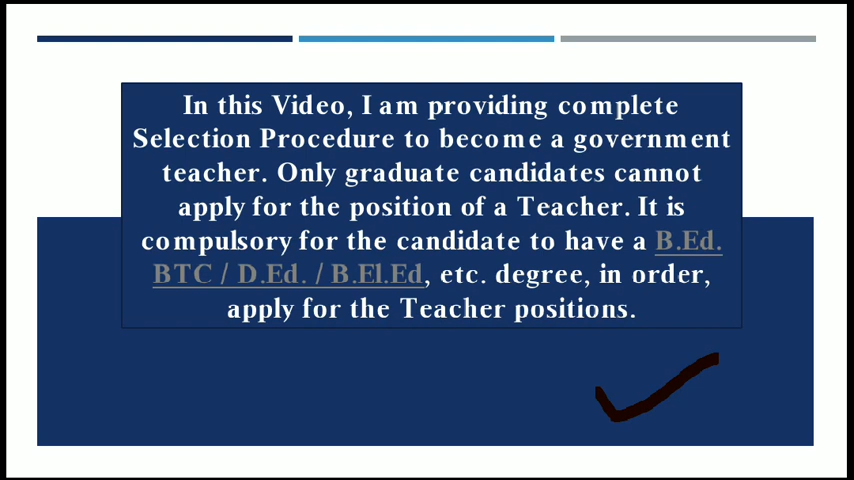 In this Video, I am providing complete
Selection Procedure to become a government
teacher. Only graduate candidates cannot
apply for the position of a Teacher. It is
compulsory for the candidate to have a B.Ed.
BTC / D.Ed. / B.El.Ed, etc. degree, in order,
apply for the Teacher positions.